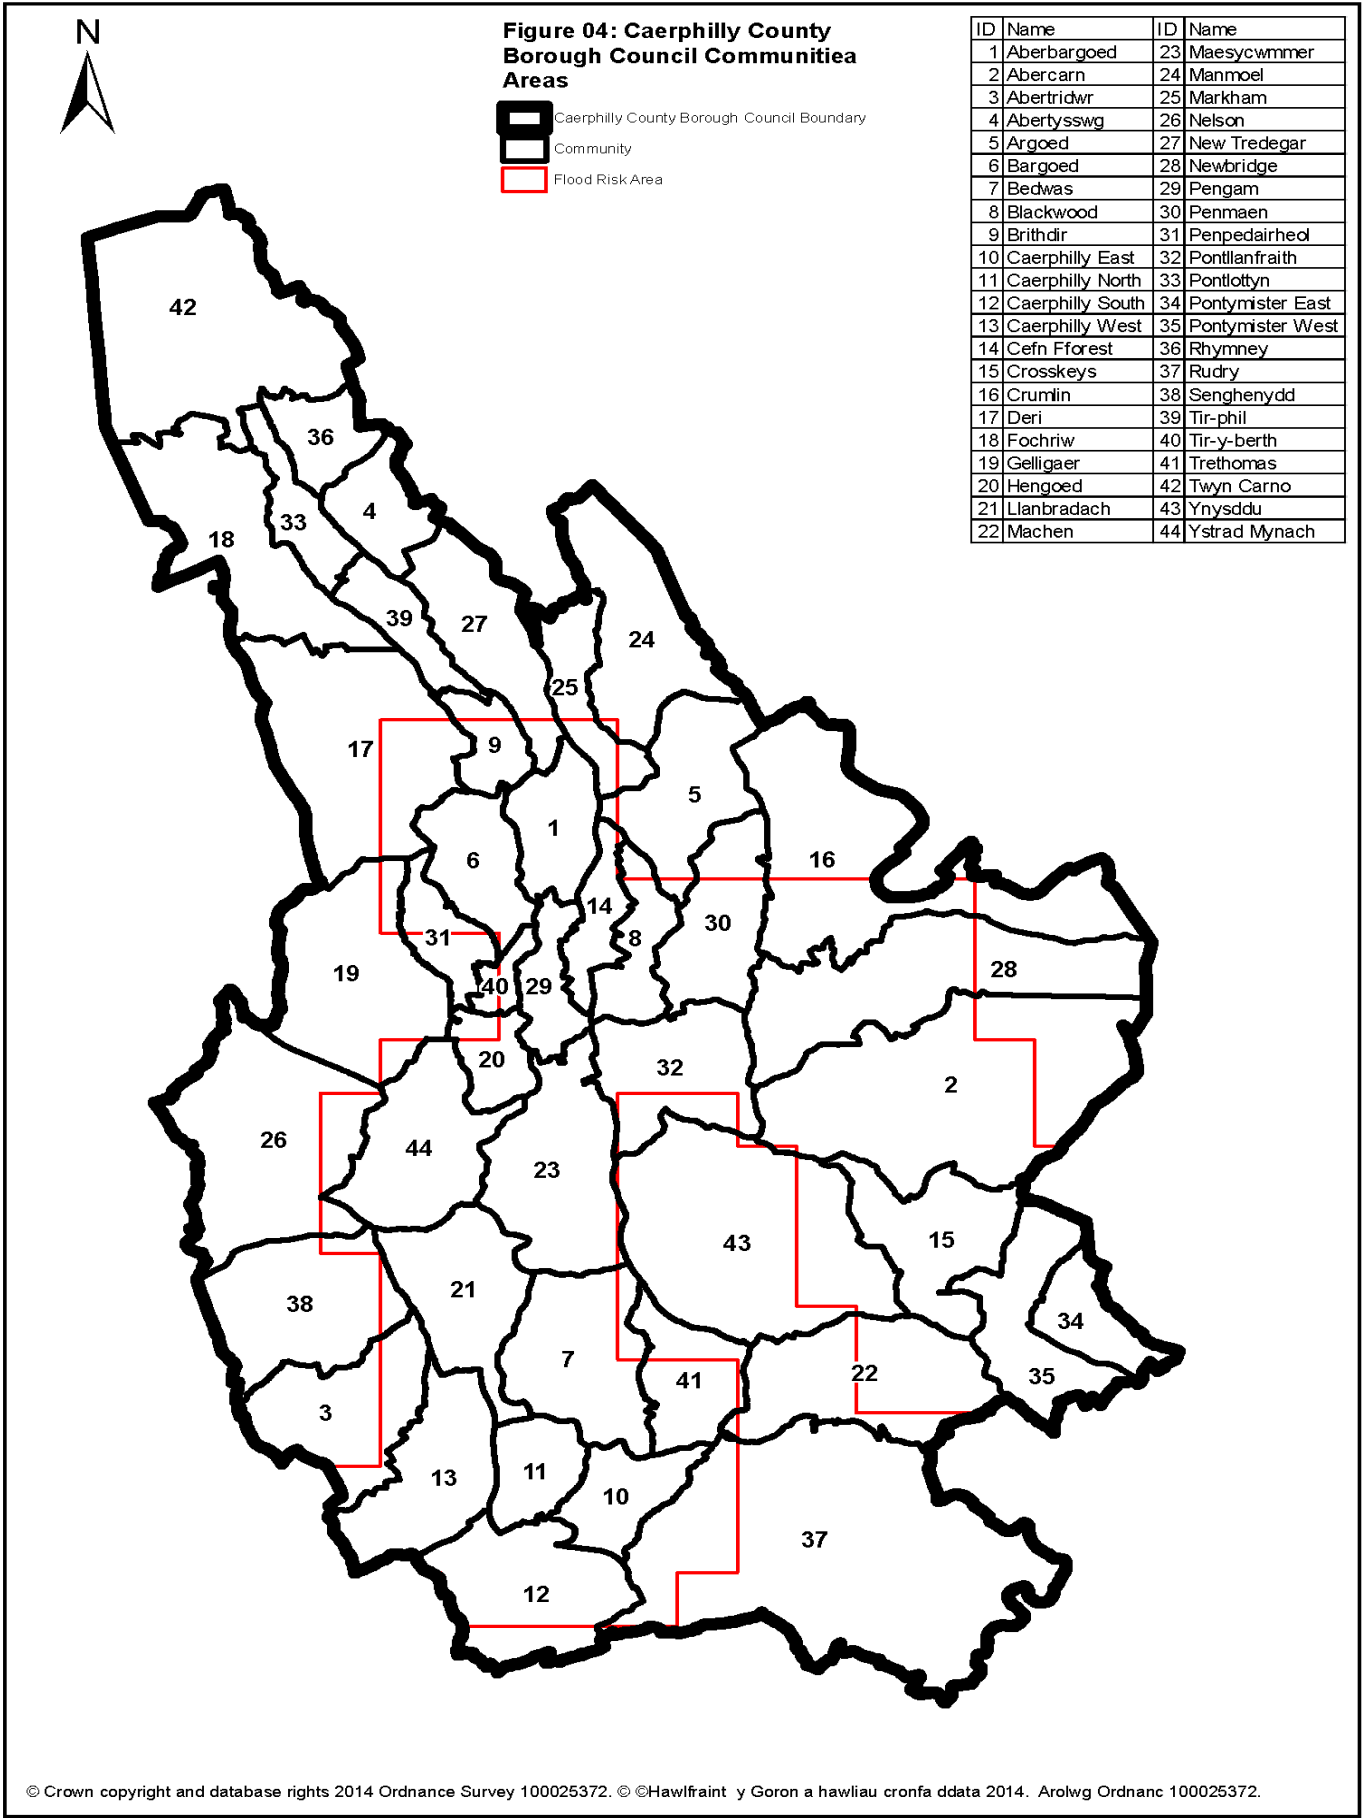 N
Figure 04: Caerphilly County
Borough Council Communitiea
Areas
Caerphilly County Borough Council Boundary
Community
Flood Risk Area
ID Name ID Name
1 Aberbargoed 23 Maesycwmmer
2 Abercarn 24 Manmoel
3 Abertridwr 25 Markham
4 Abertysswg 26 Nelson
5 Argoed 27 New Tredegar
6 Bargoed 28 Newbridge
7 Bedwas 29 Pengam
8 Blackwood 30 Penmaen
9 Brithdir 31 Penpedairheol
10 Caerphilly East 32 Pontllanfraith
11 Caerphilly North 33 Pontlottyn
12 Caerphilly South 34 Pontymister East
13 Caerphilly West 35 Pontymister West
14 Cefn Fforest 36 Rhymney
15 Crosskeys 37 Rudry
16 Crumlin 38 Senghenydd
17 Deri 39 Tir-phil
18 Fochriw 40 Tir-y-berth
19 Gelligaer 41 Trethomas
20 Hengoed 42 Twyn Carno
21 Llanbradach 43 Ynysddu
22 Machen 44 Ystrad Mynach
42
36
4
33
18
39
27
24
25
17
9
5
1
16
6
14
30
31
8
28
19
40
29
20
32
2
26
44
23
43
15
21
38
34
7
22
41
35
3
13
11
10
37
12
© Crown copyright and database rights 2014 Ordnance Survey 100025372. © ©Hawlfraint y Goron a hawliau cronfa ddata 2014. Arolwg Ordnanc 100025372.